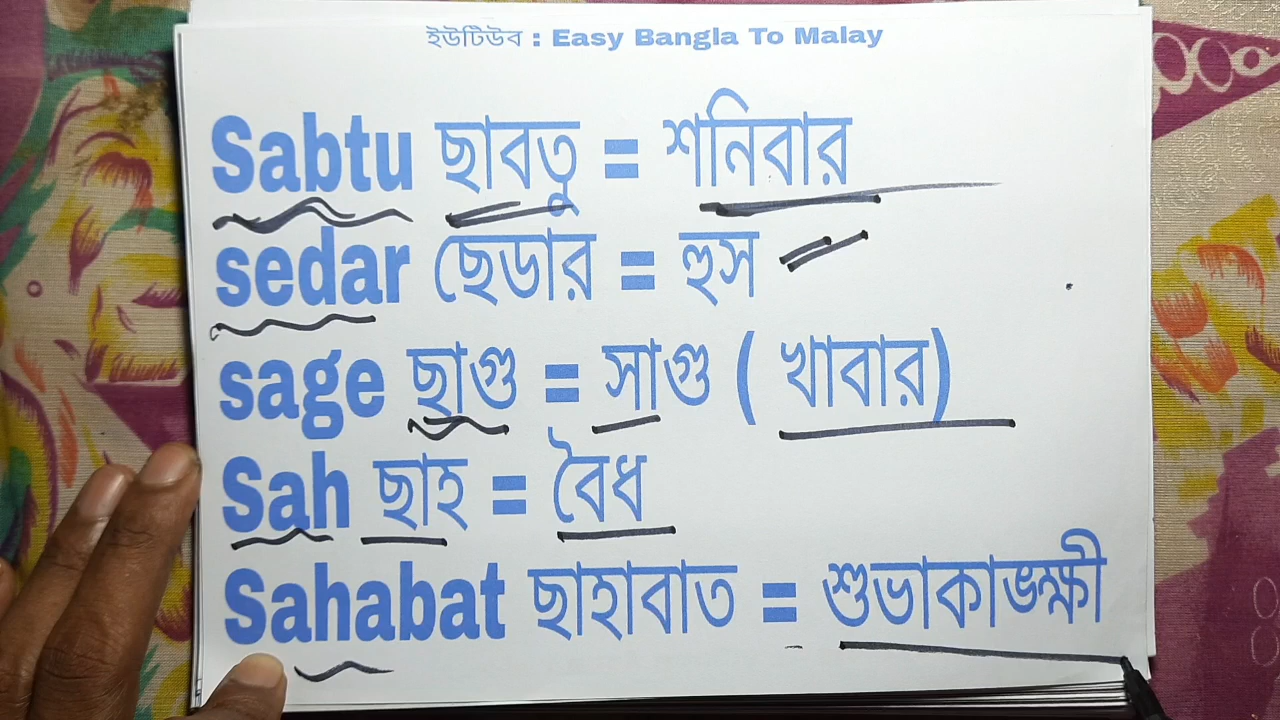 ইউটিউব : Easy Bangla To Malay
Sabtu ছাবতু = শনিবার
sedar ছেডার = হুস
sage ছাগু = সাগু ( খাবার)
Sah ছাহ = বৈধ
Sahabat ছাহাবাত = শুভাকাঙ্ক্ষী